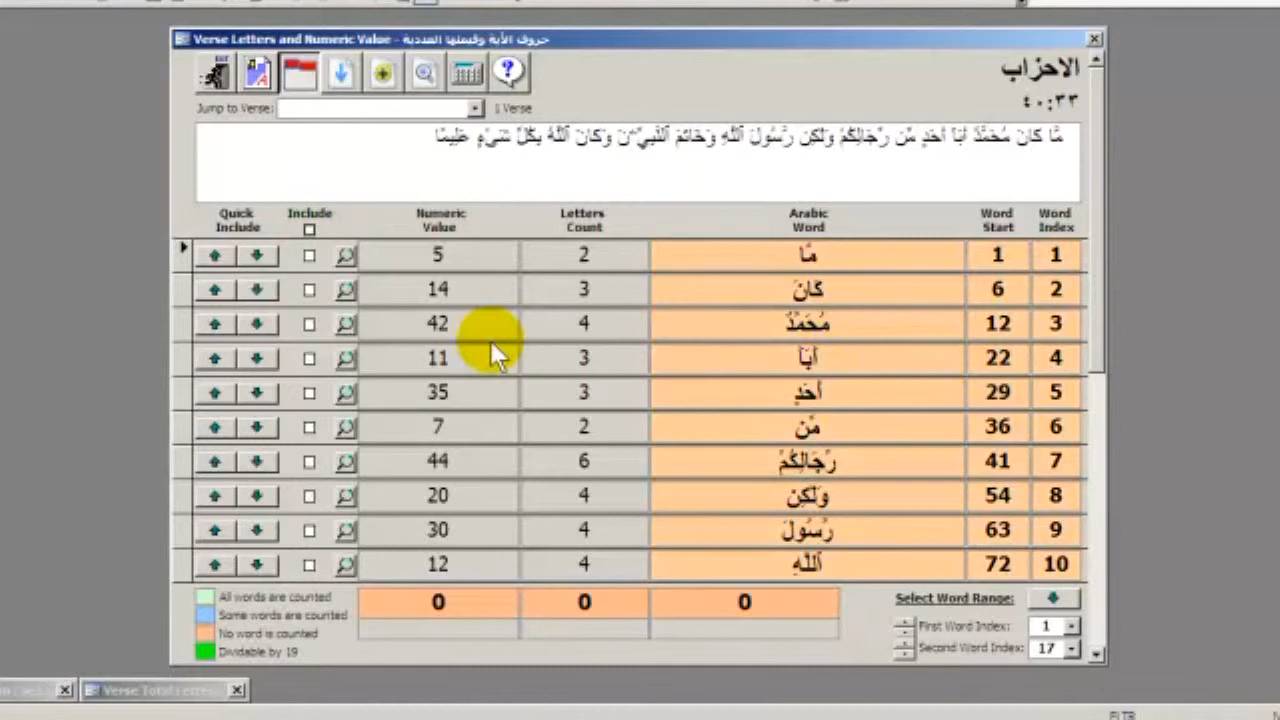 Verse Letters and Numeric Value - حروف الآية وقيمتها العددية
الاحزاب
٤٠:٣٣
Jump to Verse:
1 Verse
مَّا كَانَ مُحَمَّدٌ أَبَآ أَحَدٍ مِّن رِّجَالِكُمْ وَلَٰكِن رَّسُولَ ٱللَّهِ وَخَاتَمَ ٱلنَّبِيِّۦنَ وَكَانَ ٱللَّهُ بِكُلِّ شَىْءٍ عَلِيمًا
Quick Include Include Numeric Value Letters Count Arabic Word Word Start Word Index
5 2 مَّا 1 1
14 3 كَانَ 6 2
42 4 مُحَمَّدٌ 12 3
11 3 أَبَآ 22 4
35 3 أَحَدٍ 29 5
7 2 مِّن 36 6
44 6 رِّجَالِكُمْ 41 7
20 4 وَلَٰكِن 54 8
30 4 رَّسُولَ 63 9
12 4 ٱللَّهِ 72 10
All words are counted
Some words are counted
No word is counted
Dividable by 19
0 0 0
Select Word Range:
First Word Index: 1
Second Word Index: 17
Verse Total Letter
FLTR